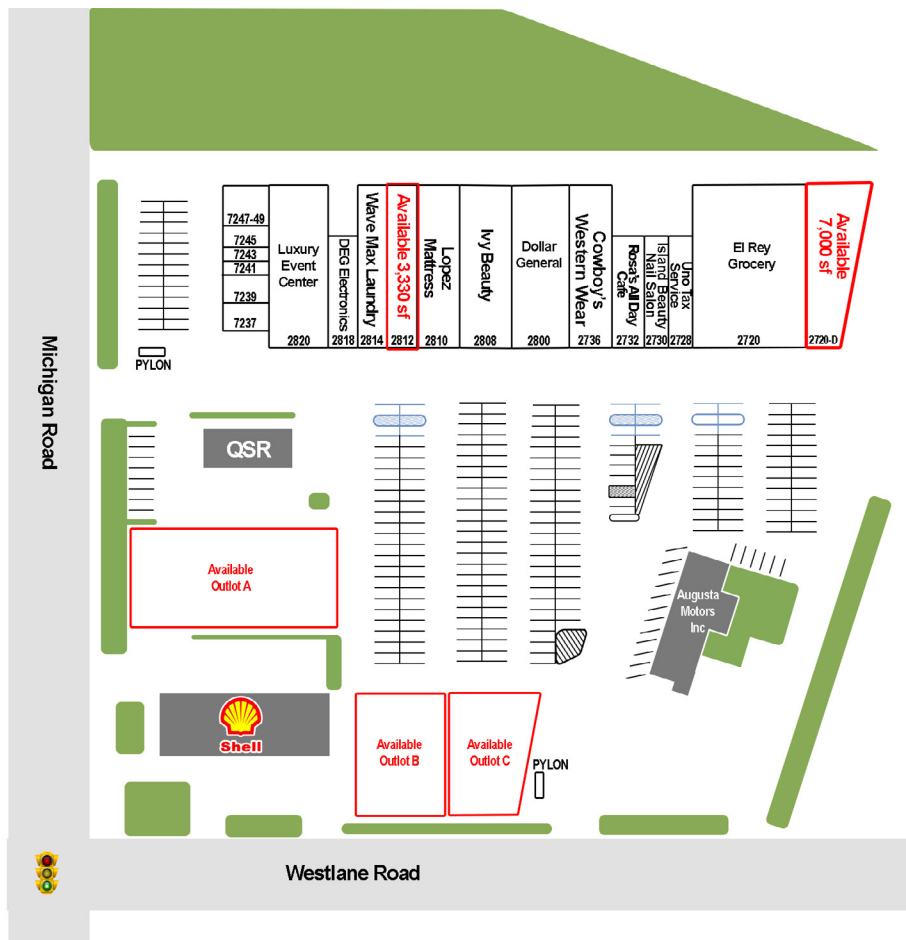 7247-49
7245
7243
7241
7239
7237
Luxury
Event
Center
2820
DEG Electronics
2818
Wave Max Laundry
2814
Available 3,330 sf
2812
Lopez
Mattress
2810
Ivy Beauty
2808
Dollar
General
2800
Cowboy's
Western Wear
2736
Rosa's All Day
Cafe
2732
Island Beauty
Nail Salon
2730
Uno Tax
Service
2728
El Rey
Grocery
2720
Available
7,000 sf
2720-D
PYLON
Michigan Road
QSR
Available
Outlot A
Augusta
Motors
Inc
Shell
Available
Outlot B
Available
Outlot C
PYLON
Westlane Road